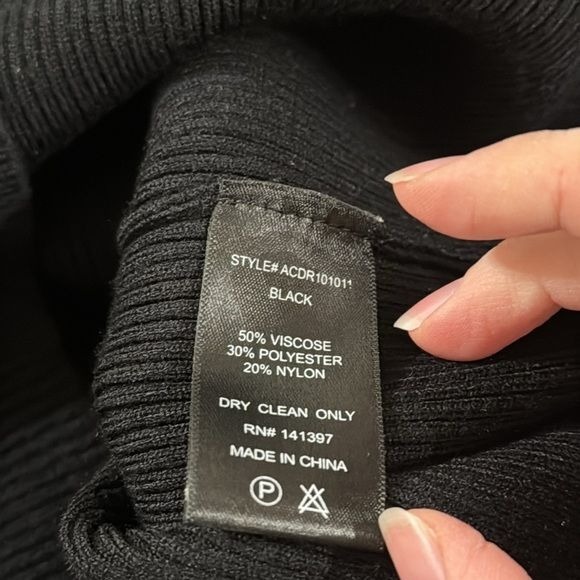 STYLE# ACDR101011
BLACK
50% VISCOSE
30% POLYESTER
20% NYLON
DRY CLEAN ONLY
RN# 141397
MADE IN CHINA
P